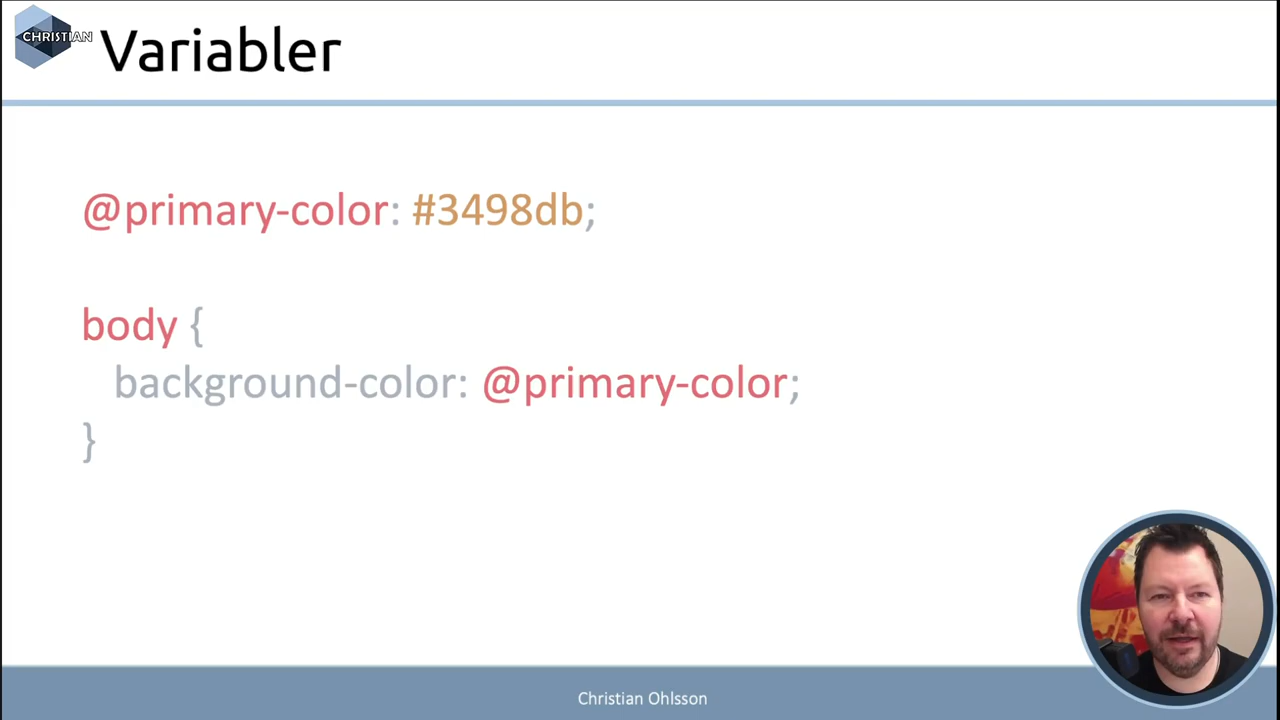 CHRISTIAN
Variabler
@primary-color: #3498db;
body {
background-color: @primary-color;
}
Christian Ohlsson